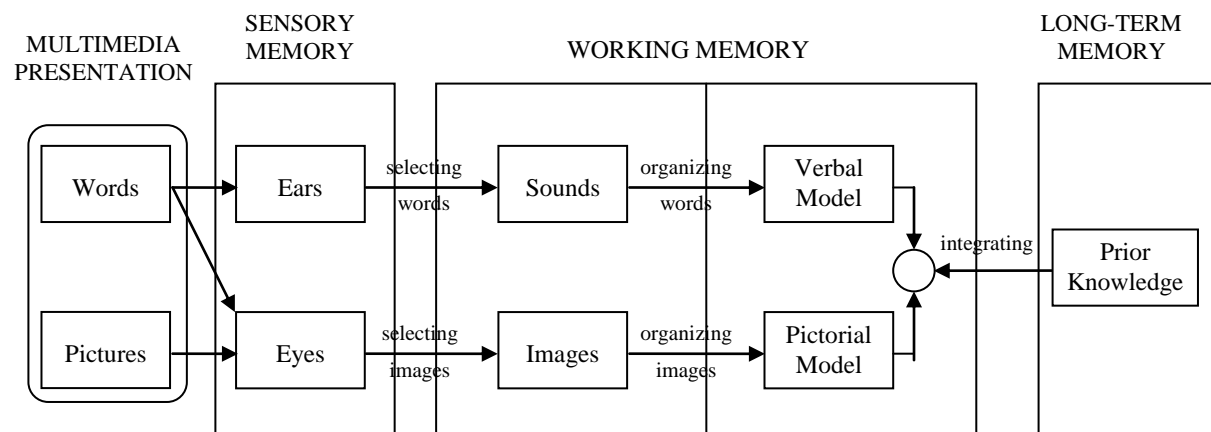 MULTIMEDIA
PRESENTATION
SENSORY
MEMORY
WORKING MEMORY
LONG-TERM
MEMORY
Words
Ears
selecting
words
Sounds
organizing
words
Verbal
Model
integrating
Prior
Knowledge
Pictures
Eyes
selecting
images
Images
organizing
images
Pictorial
Model